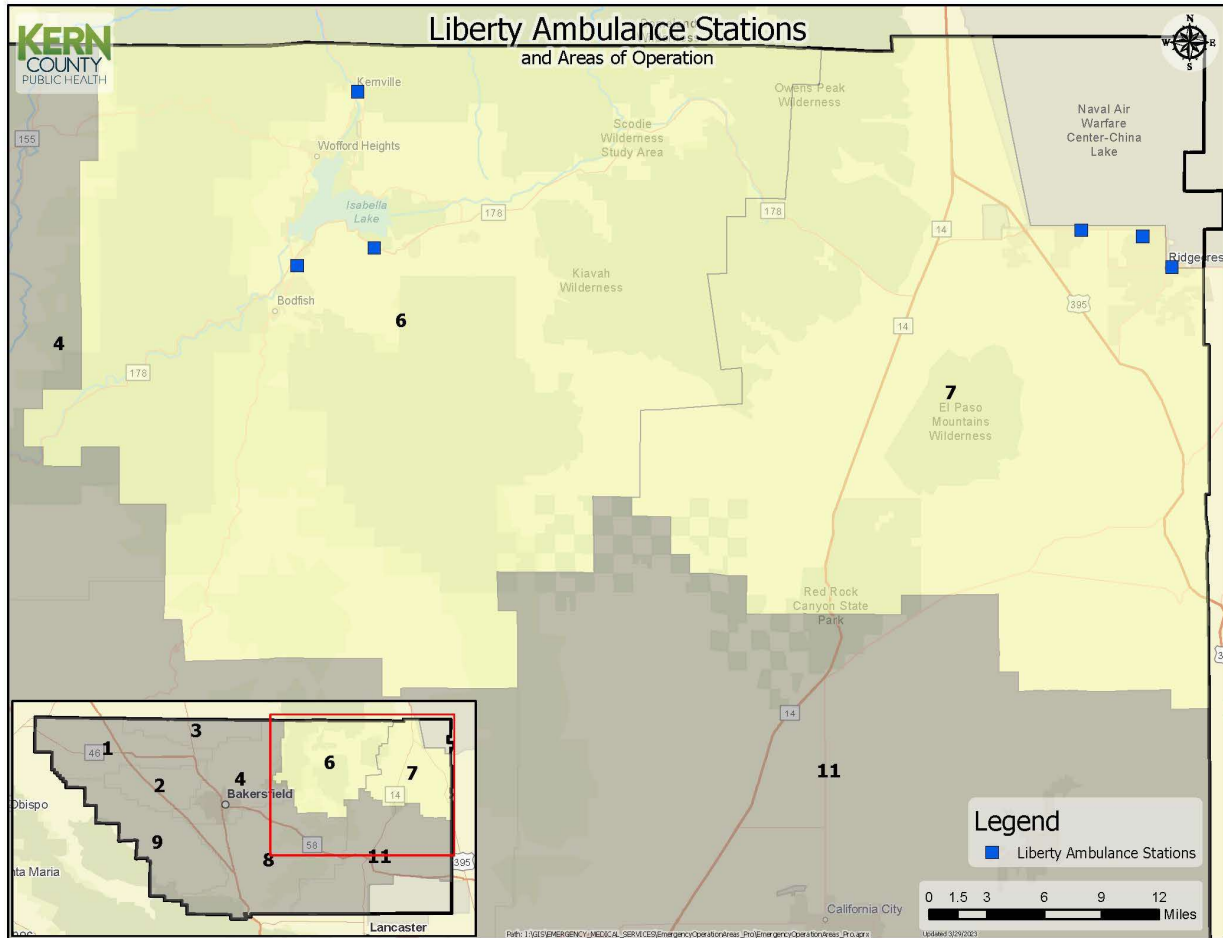 Liberty Ambulance Stations
and Areas of Operation
KERN
COUNTY
PUBLIC HEALTH
N
W
E
S
Kernville
Owens Peak
Wilderness
Naval Air
Warfare
Center-China
Lake
155
Scodie
Wilderness
Study Area
Wofford Heights
Isabella
Lake
178
178
14
Ridgecres
Kiavah
Wilderness
Bodfish
395
6
14
4
178
7
El Paso
Mountains
Wilderness
Red Rock
Canyon State
Park
14
11
3
1
46
6
7
2
4
14
Bakersfield
Obispo
9
58
8
11
395
ta Maria
Lancaster
Legend
Liberty Ambulance Stations
0 1.5 3 6 9 12
Miles
California City
Updated 3/29/2023